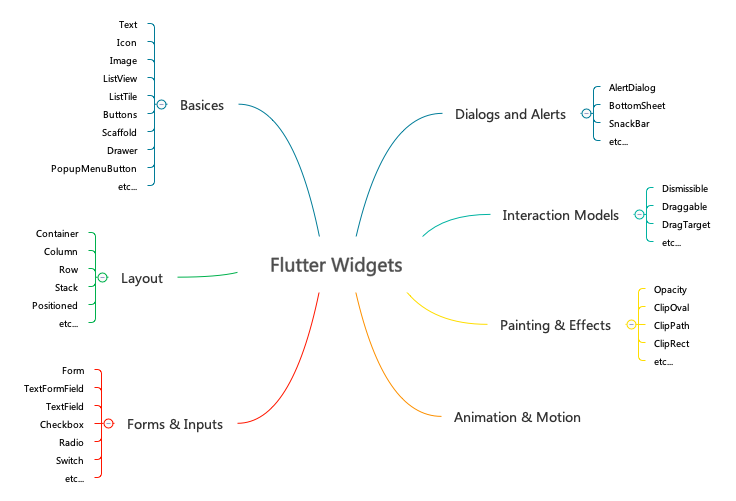 Flutter Widgets
Basices
Text
Icon
Image
ListView
ListTile
Buttons
Scaffold
Drawer
PopupMenuButton
etc...
Layout
Container
Column
Row
Stack
Positioned
etc...
Forms & Inputs
Form
TextFormField
TextField
Checkbox
Radio
Switch
etc...
Dialogs and Alerts
AlertDialog
BottomSheet
SnackBar
etc...
Interaction Models
Dismissible
Draggable
DragTarget
etc...
Painting & Effects
Opacity
ClipOval
ClipPath
ClipRect
etc...
Animation & Motion